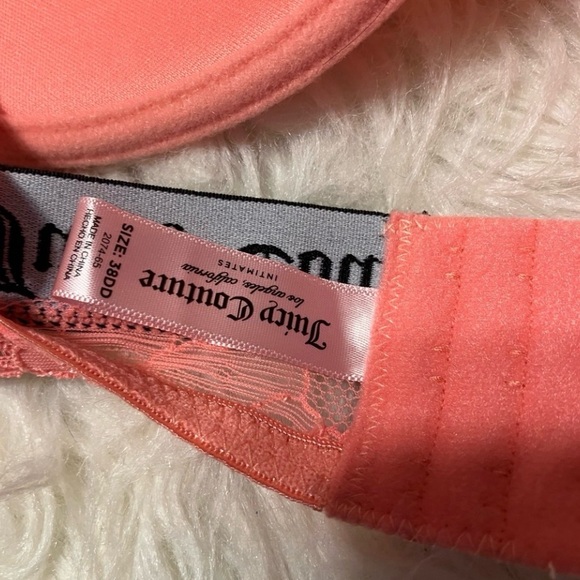 Juicy Couture
los angeles, california
INTIMATES
SIZE: 38DD
2074-65
MADE IN CHINA
HECHO EN CHINA